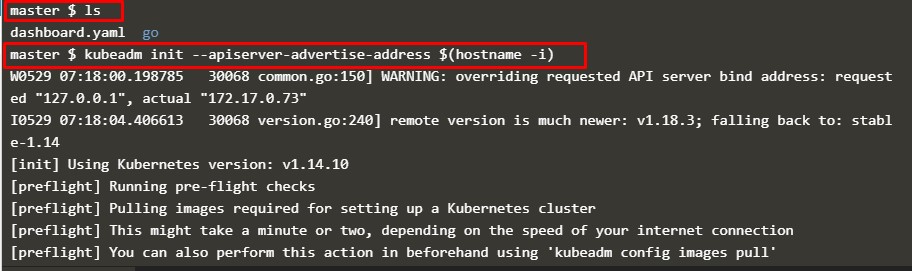 master $ ls
dashboard.yaml  go
master $ kubeadm init --apiserver-advertise-address $(hostname -i)
W0529 07:18:00.198785   30068 common.go:150] WARNING: overriding requested API server bind address: request
ed "127.0.0.1", actual "172.17.0.73"
I0529 07:18:04.406613   30068 version.go:240] remote version is much newer: v1.18.3; falling back to: stabl
e-1.14
[init] Using Kubernetes version: v1.14.10
[preflight] Running pre-flight checks
[preflight] Pulling images required for setting up a Kubernetes cluster
[preflight] This might take a minute or two, depending on the speed of your internet connection
[preflight] You can also perform this action in beforehand using 'kubeadm config images pull'